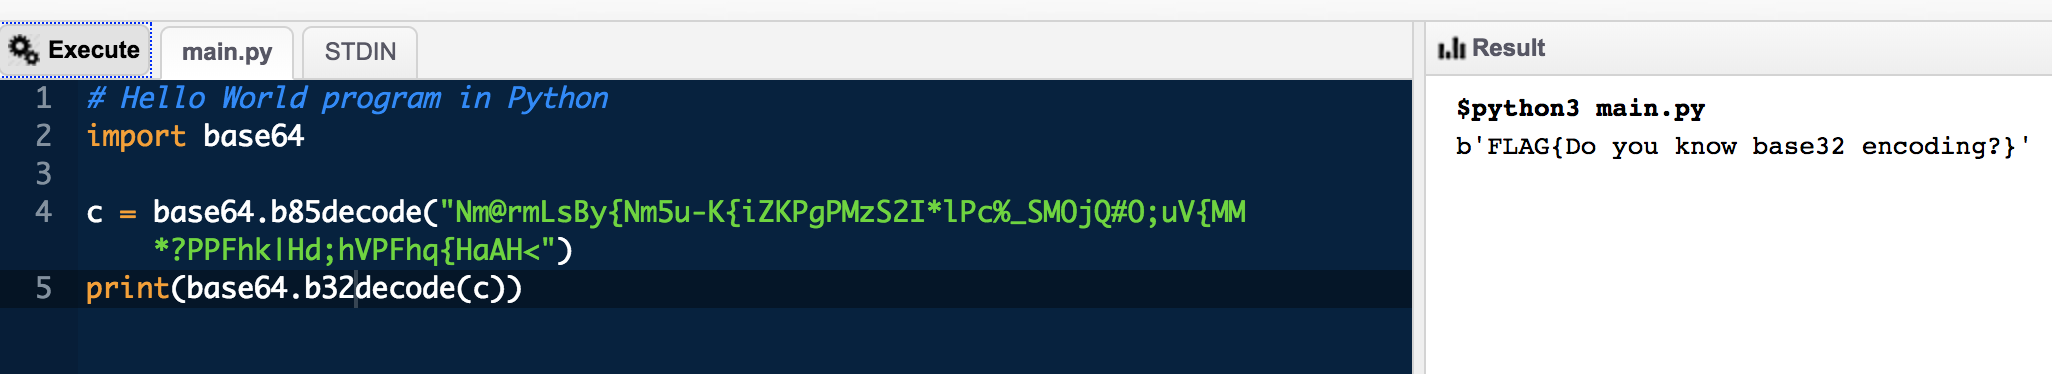 Execute main.py STDIN
Result
1 # Hello World program in Python
2 import base64
3
4 c = base64.b85decode("Nm@rmLsBy{Nm5u-K{iZKPgPMzS2I*lPc%_SMOjQ#O;uV{MM
*?PPFhk|Hd;hVPFhq{HaAH<")
5 print(base64.b32decode(c))
$python3 main.py
b'FLAG{Do you know base32 encoding?}'